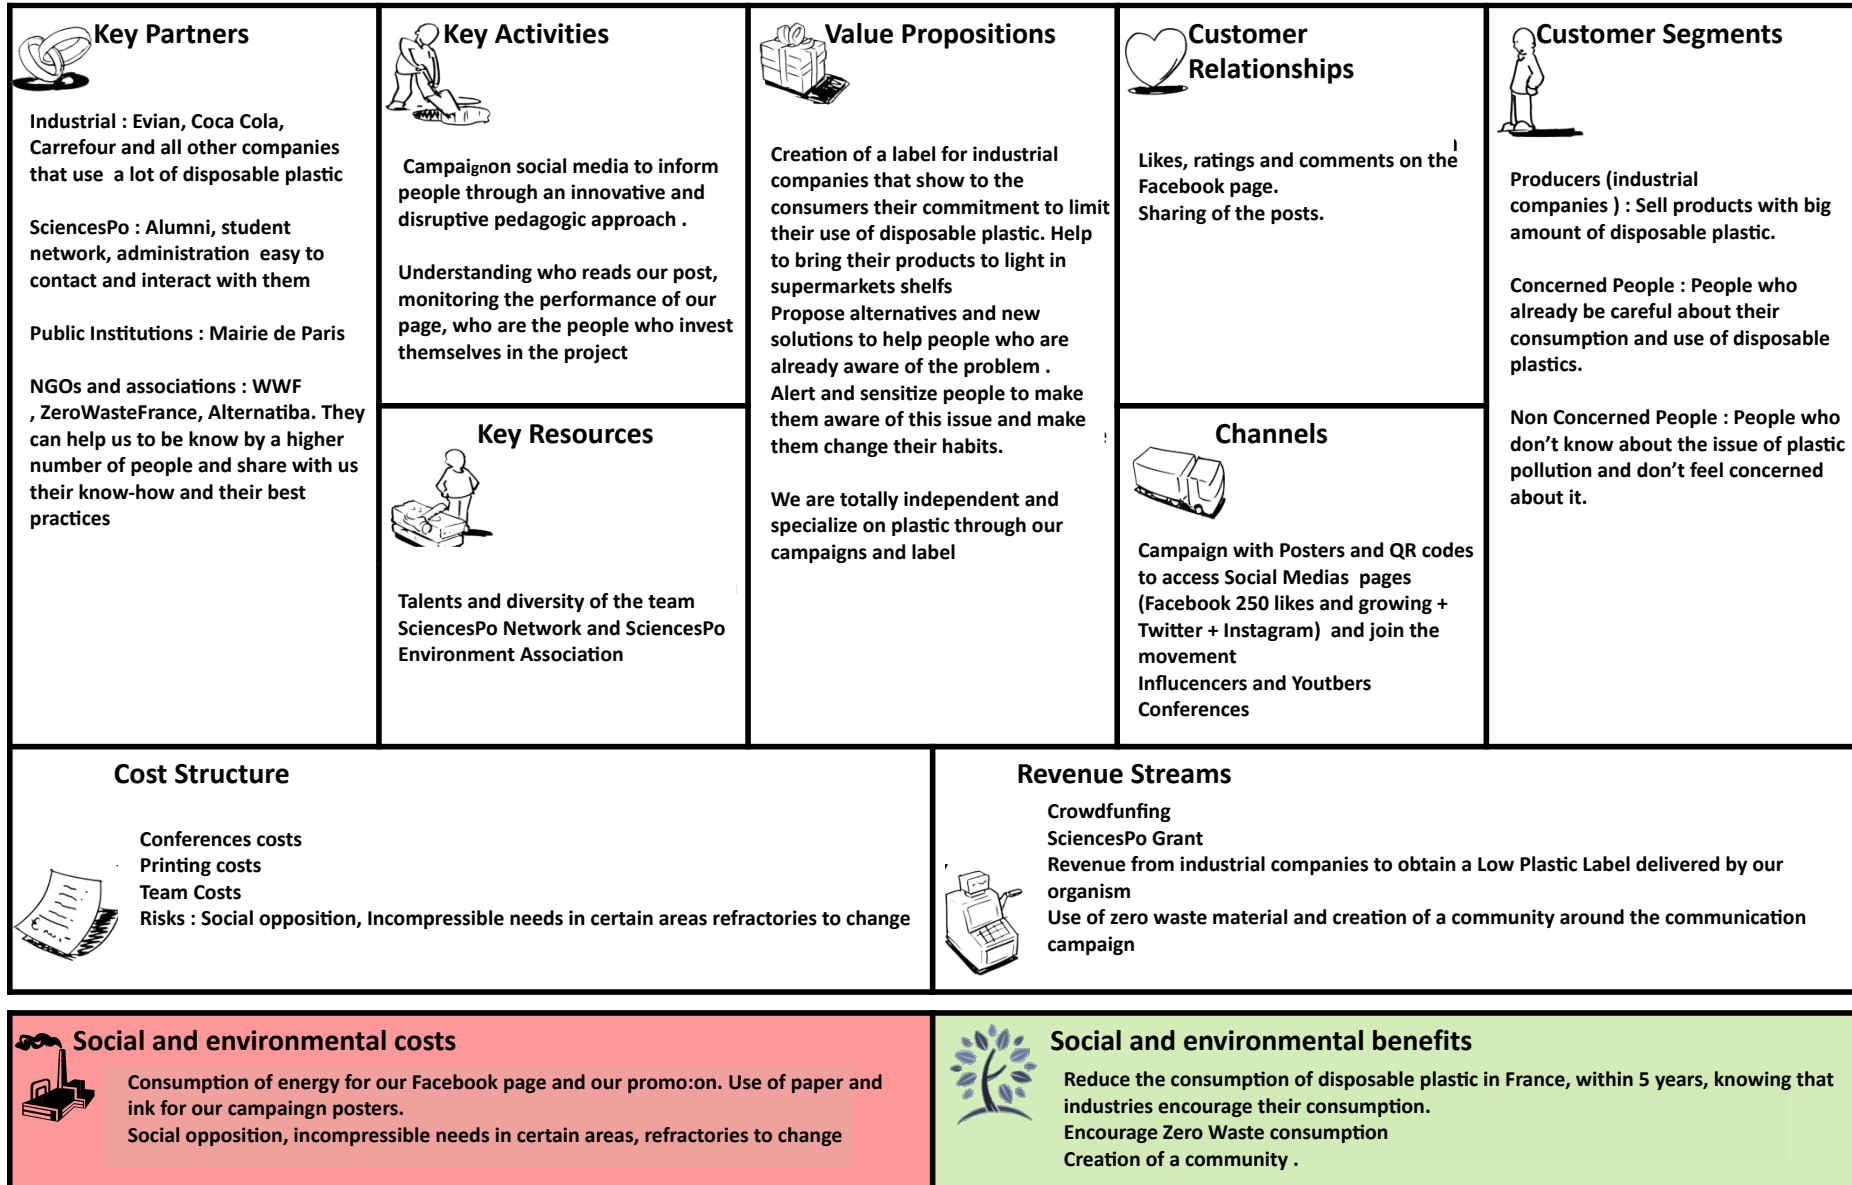 Key Partners
Industrial : Evian, Coca Cola,
Carrefour and all other companies
that use a lot of disposable plastic
SciencesPo : Alumni, student
network, administration easy to
contact and interact with them
Public Institutions : Mairie de Paris
NGOs and associations : WWF
, ZeroWasteFrance, Alternatiba. They
can help us to be know by a higher
number of people and share with us
their know-how and their best
practices
Key Activities
Campaignon social media to inform
people through an innovative and
disruptive pedagogic approach .
Understanding who reads our post,
monitoring the performance of our
page, who are the people who invest
themselves in the project
Key Resources
Talents and diversity of the team
SciencesPo Network and SciencesPo
Environment Association
Value Propositions
Creation of a label for industrial
companies that show to the
consumers their commitment to limit
their use of disposable plastic. Help
to bring their products to light in
supermarkets shelfs
Propose alternatives and new
solutions to help people who are
already aware of the problem .
Alert and sensitize people to make
them aware of this issue and make
them change their habits.
We are totally independent and
specialize on plastic through our
campaigns and label
Customer
Relationships
Likes, ratings and comments on the
Facebook page.
Sharing of the posts.
Channels
Campaign with Posters and QR codes
to access Social Medias pages
(Facebook 250 likes and growing +
Twitter + Instagram) and join the
movement
Influcencers and Youtbers
Conferences
Customer Segments
Producers (industrial
companies ) : Sell products with big
amount of disposable plastic.
Concerned People : People who
already be careful about their
consumption and use of disposable
plastics.
Non Concerned People : People who
don't know about the issue of plastic
pollution and don't feel concerned
about it.
Cost Structure
Conferences costs
Printing costs
Team Costs
Risks : Social opposition, Incompressible needs in certain areas refractories to change
Revenue Streams
Crowdfunfing
SciencesPo Grant
Revenue from industrial companies to obtain a Low Plastic Label delivered by our
organism
Use of zero waste material and creation of a community around the communication
campaign
Social and environmental costs
Consumption of energy for our Facebook page and our promo:on. Use of paper and
ink for our campaingn posters.
Social opposition, incompressible needs in certain areas, refractories to change
Social and environmental benefits
Reduce the consumption of disposable plastic in France, within 5 years, knowing that
industries encourage their consumption.
Encourage Zero Waste consumption
Creation of a community .